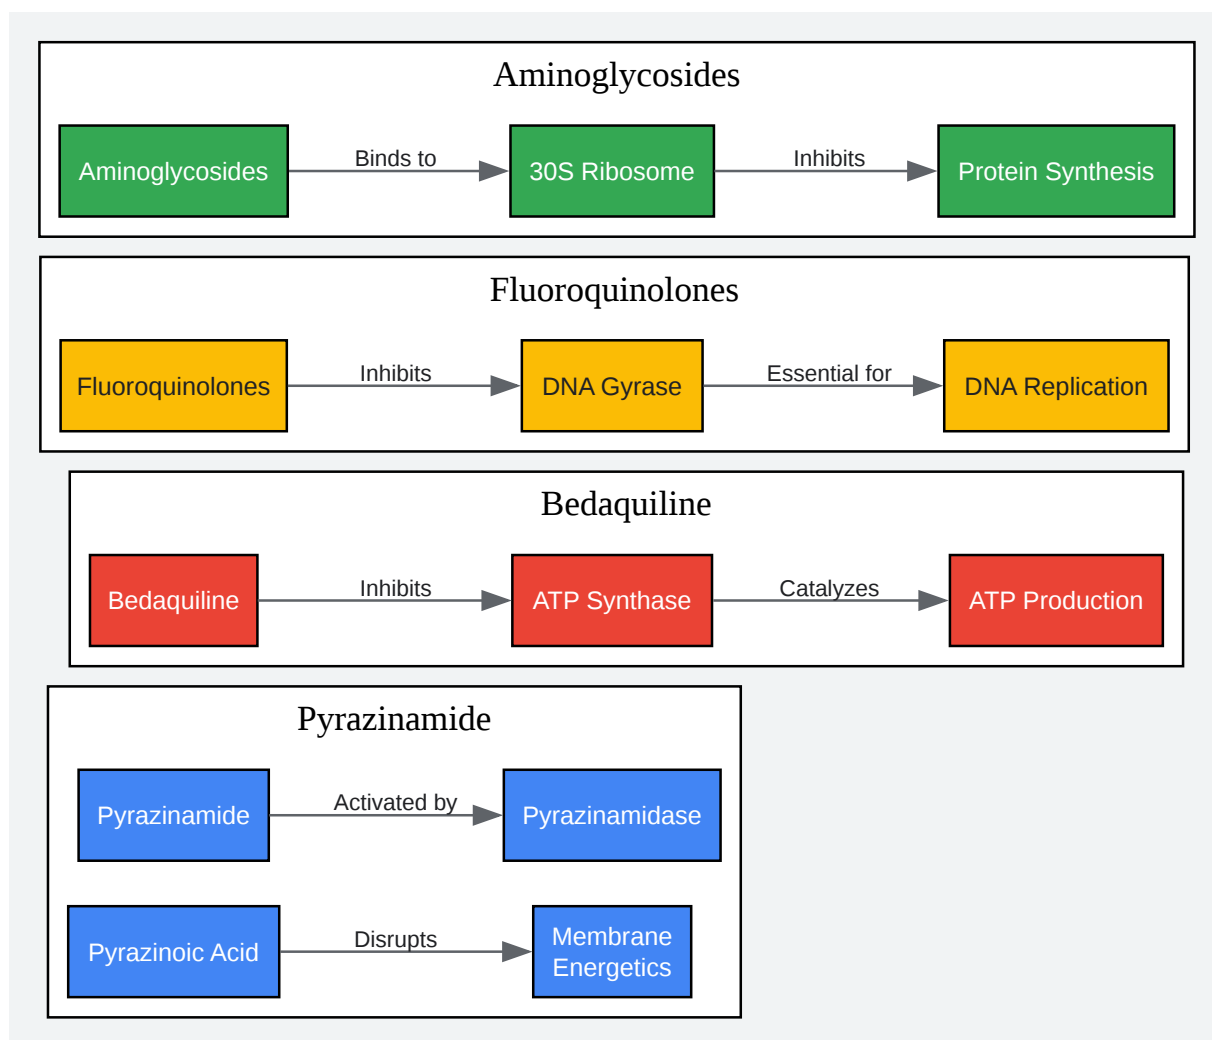 Aminoglycosides
Aminoglycosides
Binds to
30S Ribosome
Inhibits
Protein Synthesis
Fluoroquinolones
Fluoroquinolones
Inhibits
DNA Gyrase
Essential for
DNA Replication
Bedaquiline
Bedaquiline
Inhibits
ATP Synthase
Catalyzes
ATP Production
Pyrazinamide
Pyrazinamide
Activated by
Pyrazinamidase
Pyrazinoic Acid
Disrupts
Membrane
Energetics